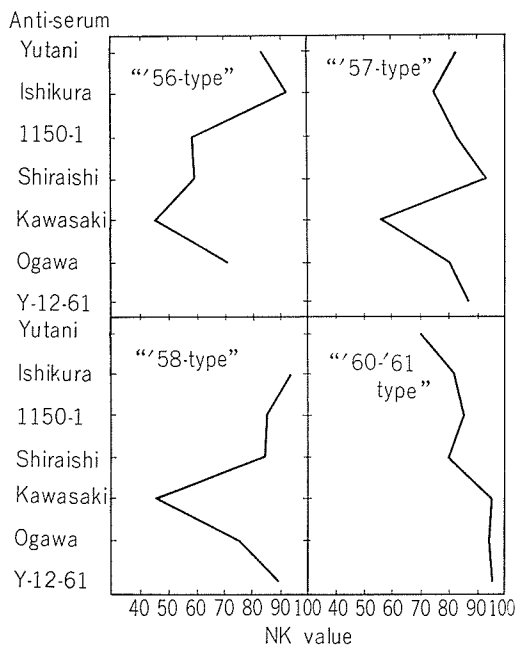 Anti-serum
Yutani
Ishikura
1150-1
Shiraishi
Kawasaki
Ogawa
Y-12-61
“′56-type”
“′57-type”
Yutani
Ishikura
1150-1
Shiraishi
Kawasaki
Ogawa
Y-12-61
“′58-type”
“′60-′61
type”
40 50 60 70 80 90 100 40 50 60 70 80 90 100
NK value